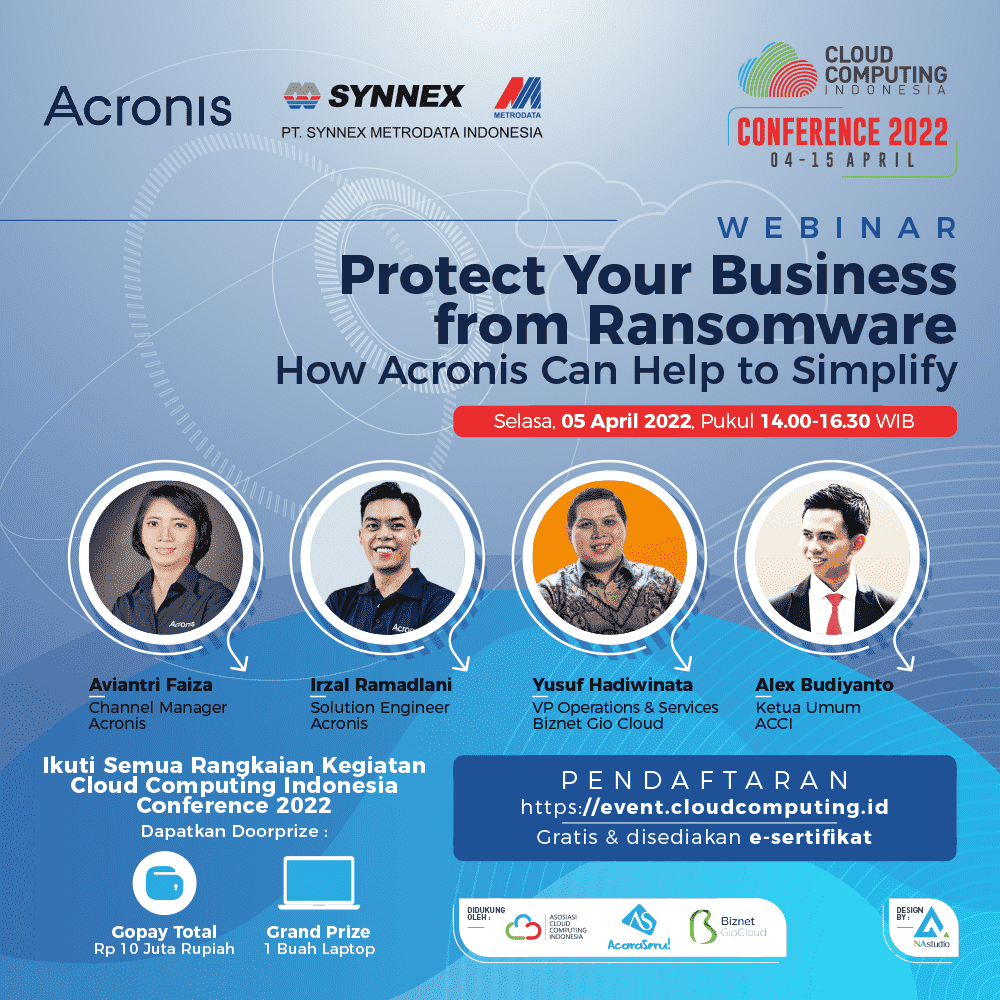 Acronis
SYNNEX
METRODATA
PT. SYNNEX METRODATA INDONESIA
CLOUD
COMPUTING
INDONESIA
CONFERENCE 2022
04-15 APRIL
WEBINAR
Protect Your Business
from Ransomware
How Acronis Can Help to Simplify
Selasa, 05 April 2022, Pukul 14.00-16.30 WIB
Acronis
Acronis
Aviantri Faiza
Channel Manager
Acronis
Irzal Ramadlani
Solution Engineer
Acronis
Yusuf Hadiwinata
VP Operations & Services
Biznet Gio Cloud
Alex Budiyanto
Ketua Umum
ACCI
Ikuti Semua Rangkaian Kegiatan
Cloud Computing Indonesia
Conference 2022
Dapatkan Doorprize :
Gopay Total
Rp 10 Juta Rupiah
Grand Prize
1 Buah Laptop
PENDAFTARAN
https://event.cloudcomputing.id
Gratis & disediakan e-sertifikat
DIDUKUNG
OLEH :
ASOSIASI
CLOUD
COMPUTING
INDONESIA
AcaraSeru!
Biznet
GioCloud
DESIGN
BY :
NAstudio